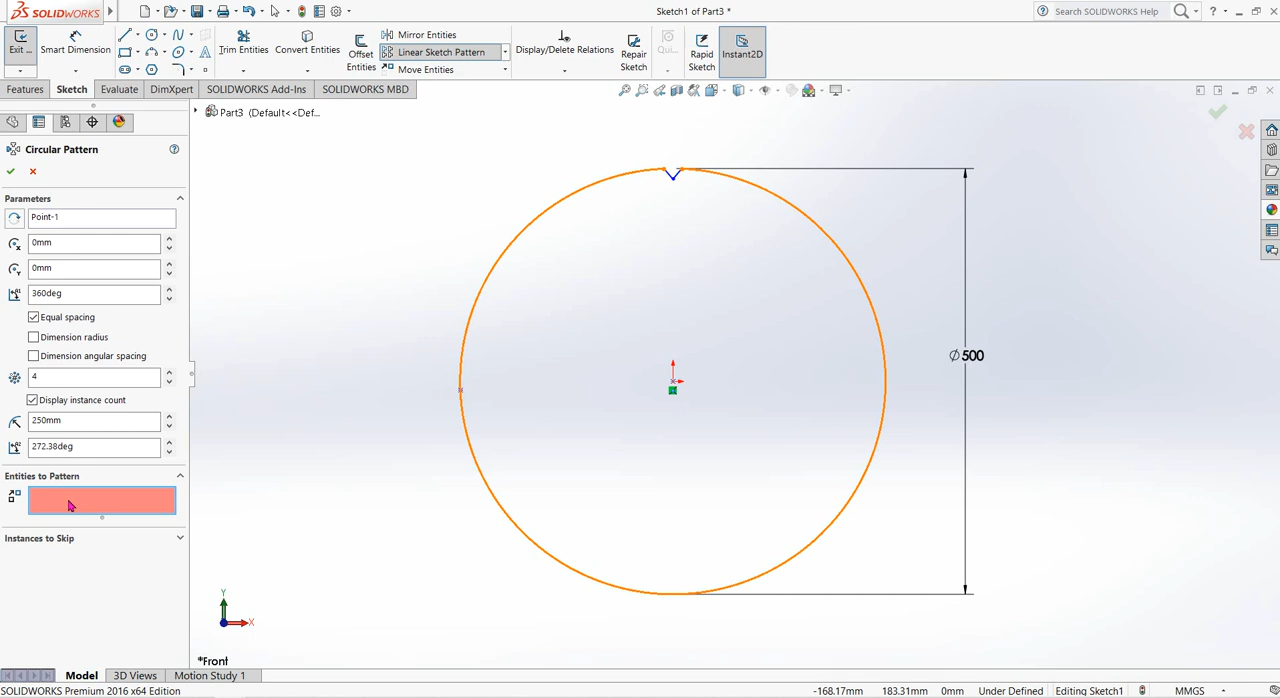 SOLIDWORKS
Sketch1 of Part3 *
Search SOLIDWORKS Help
?
Exit ...
Smart Dimension
Trim Entities
Convert Entities
Offset Entities
Mirror Entities
Linear Sketch Pattern
Move Entities
Display/Delete Relations
Repair Sketch
Qui...
Rapid Sketch
Instant2D
Features
Sketch
Evaluate
DimXpert
SOLIDWORKS Add-Ins
SOLIDWORKS MBD
Part3 (Default<<Def...
Circular Pattern
?
Parameters
Point-1
0mm
0mm
360deg
Equal spacing
Dimension radius
Dimension angular spacing
4
Display instance count
250mm
272.38deg
Entities to Pattern
Instances to Skip
∅500
Y
X
*Front
Model
3D Views
Motion Study 1
SOLIDWORKS Premium 2016 x64 Edition
-168.17mm
183.31mm
0mm
Under Defined
Editing Sketch1
MMGS